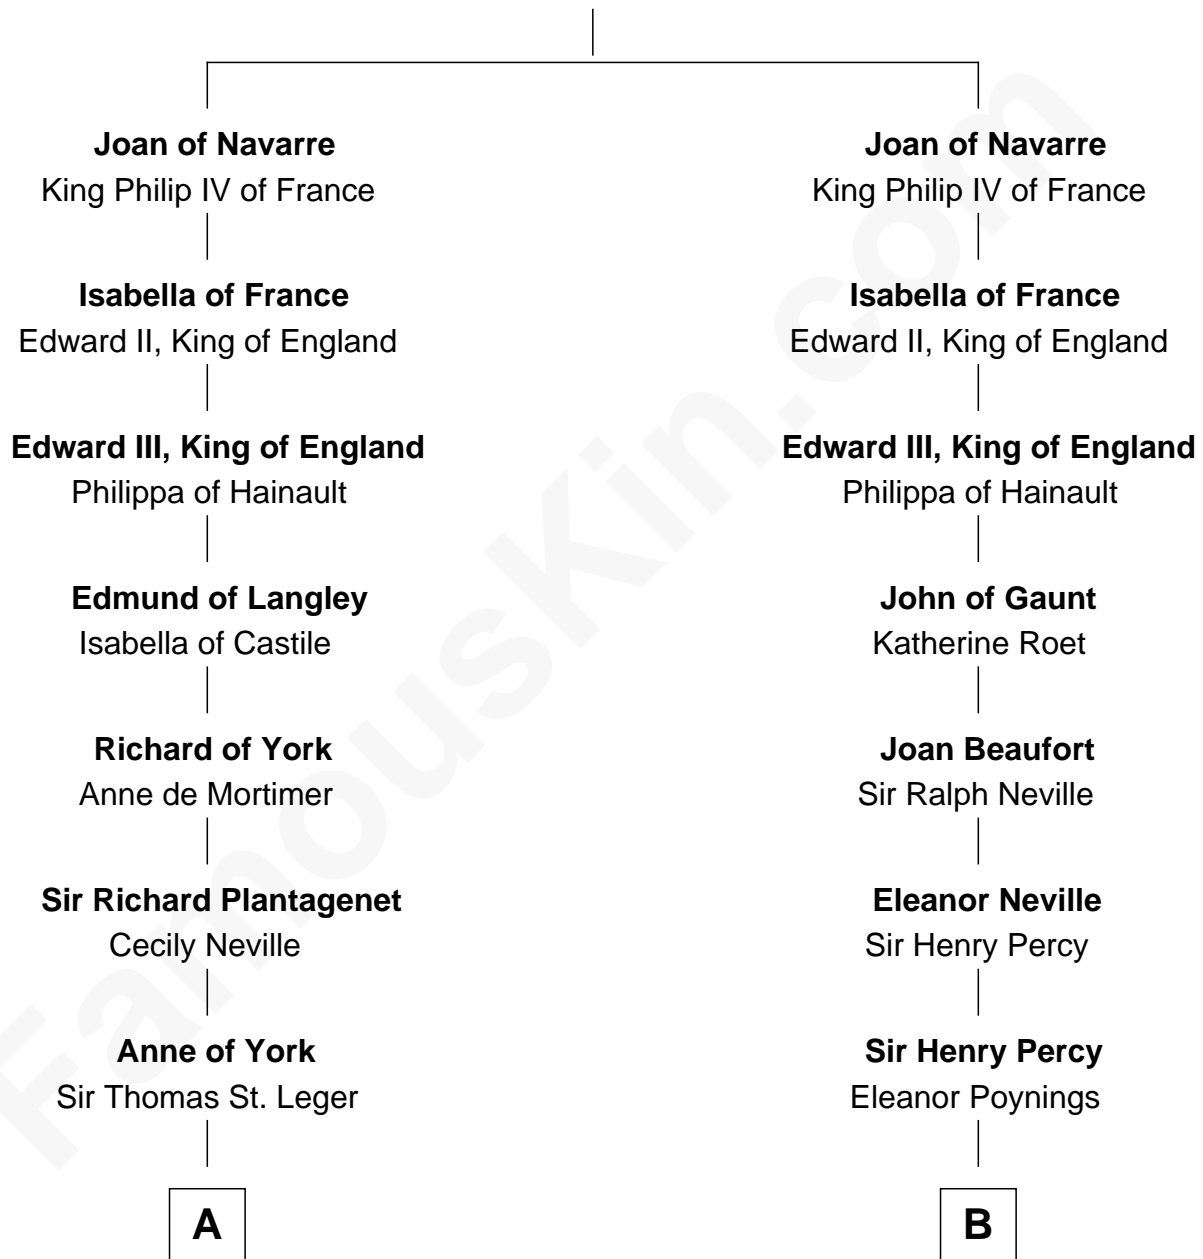 Joan of Navarre
King Philip IV of France
Isabella of France
Edward II, King of England
Edward III, King of England
Philippa of Hainault
Edmund of Langley
Isabella of Castile
Richard of York
Anne de Mortimer
Sir Richard Plantagenet
Cecily Neville
Anne of York
Sir Thomas St. Leger
A
Joan of Navarre
King Philip IV of France
Isabella of France
Edward II, King of England
Edward III, King of England
Philippa of Hainault
John of Gaunt
Katherine Roet
Joan Beaufort
Sir Ralph Neville
Eleanor Neville
Sir Henry Percy
Sir Henry Percy
Eleanor Poynings
B
FamousKin.com